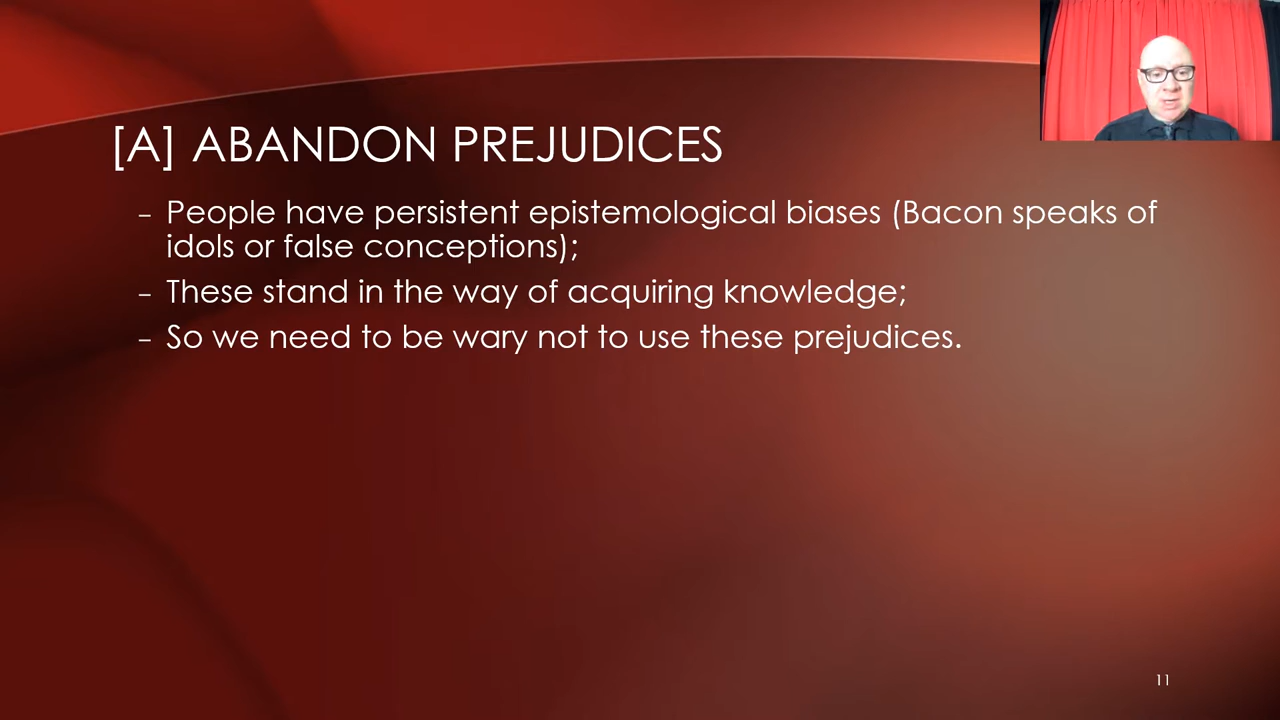 [A] ABANDON PREJUDICES
- People have persistent epistemological biases (Bacon speaks of
idols or false conceptions);
- These stand in the way of acquiring knowledge;
- So we need to be wary not to use these prejudices.
11